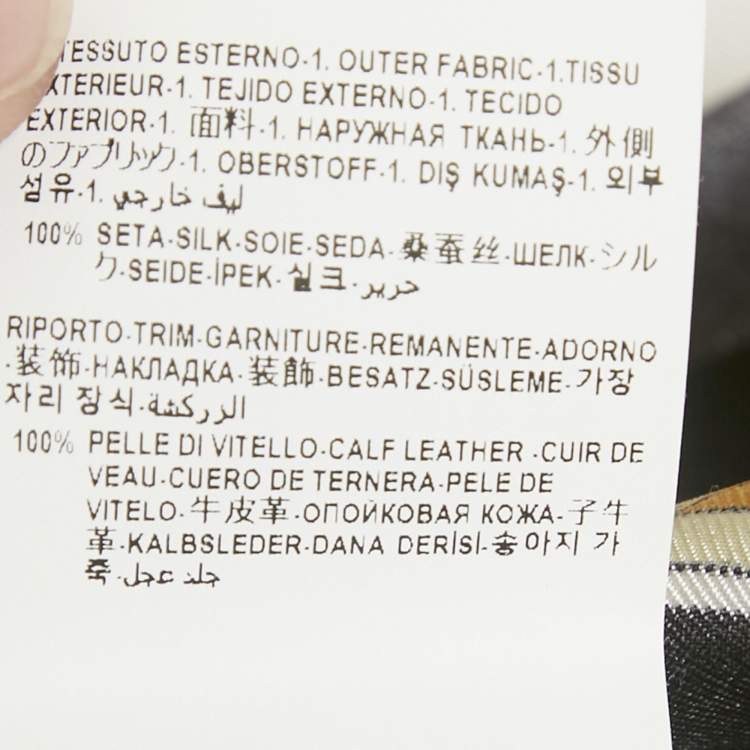 TESSUTO ESTERNO-1. OUTER FABRIC-1.TISSU
EXTERIEUR-1. TEJIDO EXTERNO-1. TECIDO
EXTERIOR-1. 面料-1. НАРУЖНАЯ ТКАНЬ-1. 外側
のファブリック-1. OBERSTOFF-1. DIŞ KUMAŞ-1. 외부
섬유-1. ليف خارجي
100% SETA-SILK-SOIE-SEDA-桑蚕丝-ШЕЛК-シル
ク-SEIDE-İPEK-실크-حرير
RIPORTO-TRIM-GARNITURE-REMANENTE-ADORNO
-装饰-НАКЛАДКА-装飾-BESATZ-SÜSLEME-가장
자리 장식-الزركشة
100% PELLE DI VITELLO-CALF LEATHER -CUIR DE
VEAU-CUERO DE TERNERA-PELE DE
VITELO-牛皮革-ОПОЙКОВАЯ КОЖА-子牛
革-KALBSLEDER-DANA DERİSİ-송아지 가
죽-جلد عجل